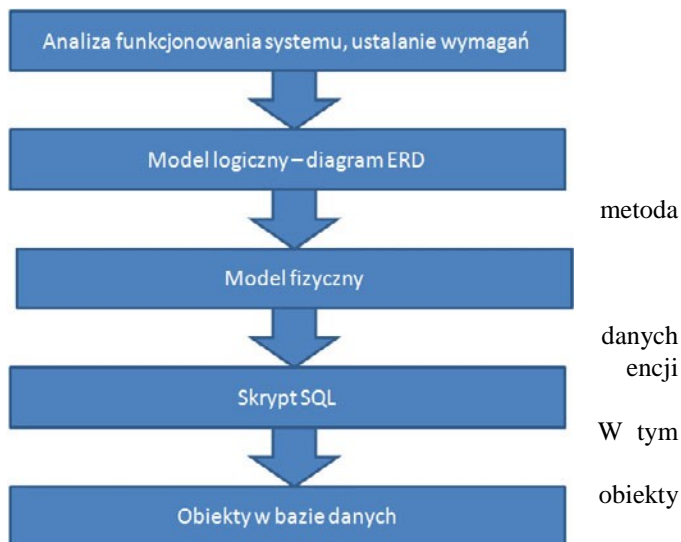 Analiza funkcjonowania systemu, ustalanie wymagań
Model logiczny – diagram ERD
metoda
Model fizyczny
danych
encji
Skrypt SQL
W tym
obiekty
Obiekty w bazie danych